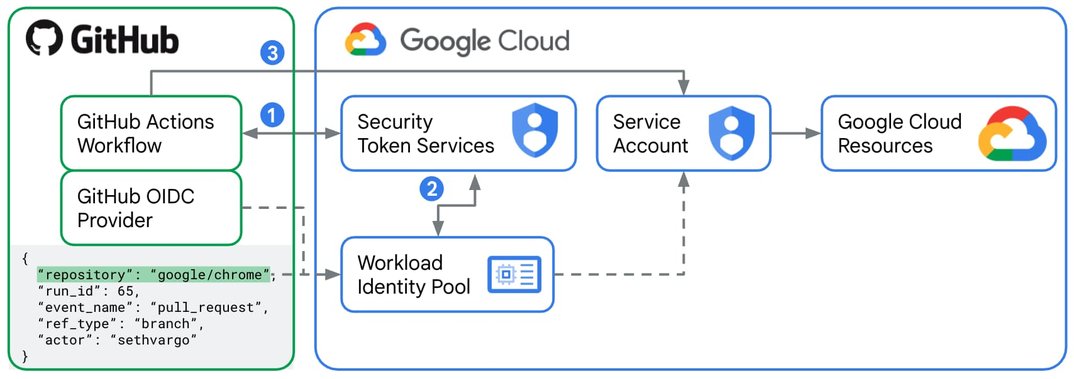 GitHub
Google Cloud
3
GitHub Actions
Workflow
1
Security
Token Services
Service
Account
Google Cloud
Resources
GitHub OIDC
Provider
2
Workload
Identity Pool
{
“repository”: “google/chrome”,
“run_id”: 65,
“event_name”: “pull_request”,
“ref_type”: “branch”,
“actor”: “sethvargo”
}